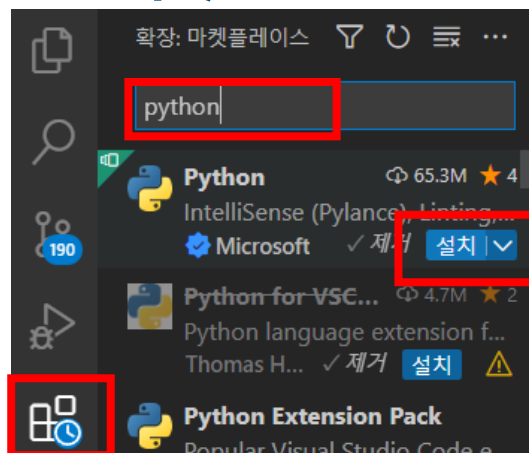 확장: 마켓플레이스
python
Python 65.3M ★ 4
IntelliSense (Pylance), Linting,...
190
Microsoft ✓ 제거 설치
Python for VSC... 4.7M ★ 2
Python language extension f...
Thomas H... ✓ 제거 설치
Python Extension Pack
Popular Visual Studio Code e